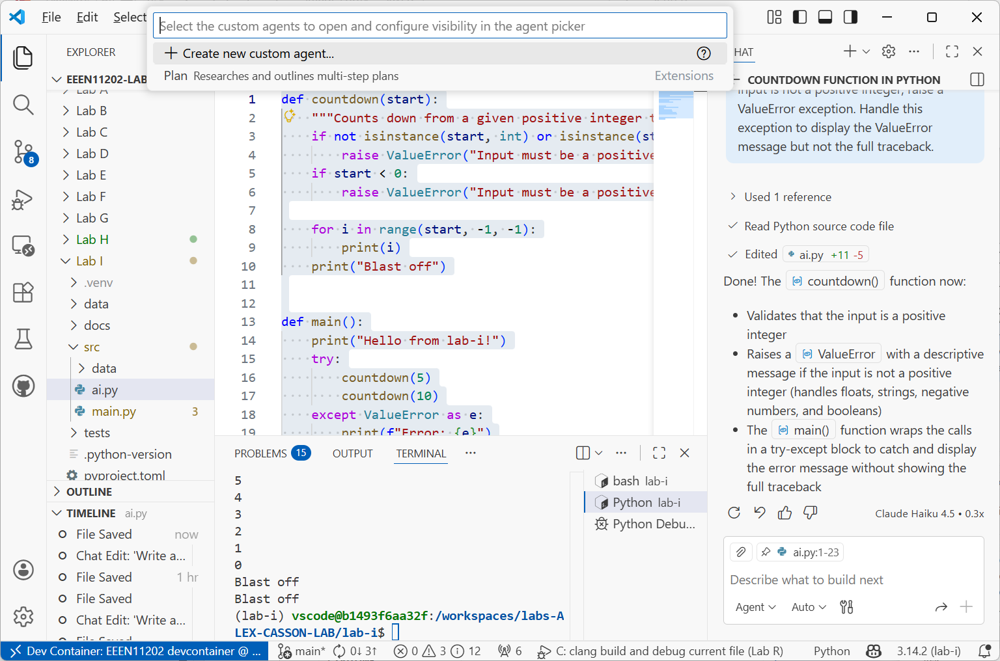 File Edit Select
Select the custom agents to open and configure visibility in the agent picker
Create new custom agent...
Plan Researches and outlines multi-step plans Extensions
EXPLORER
EEEN11202-LAB
Lab B
Lab C
Lab D
Lab E
Lab F
Lab G
Lab H
Lab I
.venv
data
docs
src
data
ai.py
main.py 3
tests
.python-version
pyproject.toml
OUTLINE
TIMELINE ai.py
File Saved now
Chat Edit: 'Write a...
File Saved 1 hr
File Saved
Chat Edit: 'Write a...
8
1 def countdown(start):
2 """Counts down from a given positive integer
3 if not isinstance(start, int) or isinstance(st
4 raise ValueError("Input must be a positive
5 if start < 0:
6 raise ValueError("Input must be a positive
7
8 for i in range(start, -1, -1):
9 print(i)
10 print("Blast off")
11
12
13 def main():
14 print("Hello from lab-i!")
15 try:
16 countdown(5)
17 countdown(10)
18 except ValueError as e:
19 print(f"Error: {e}")
PROBLEMS 15 OUTPUT TERMINAL ...
5
4
3
2
1
0
Blast off
Blast off
(lab-i) vscode@b1493f6aa32f:/workspaces/labs-A
LEX-CASSON-LAB/lab-i$
bash lab-i
Python lab-i
Python Debu...
HAT
COUNTDOWN FUNCTION IN PYTHON
input is not a positive integer, raise a
ValueError exception. Handle this
exception to display the ValueError
message but not the full traceback.
Used 1 reference
Read Python source code file
Edited ai.py +11 -5
Done! The countdown() function now:
• Validates that the input is a positive
integer
• Raises a ValueError with a descriptive
message if the input is not a positive
integer (handles floats, strings, negative
numbers, and booleans)
• The main() function wraps the calls
in a try-except block to catch and display
the error message without showing the
full traceback
Claude Haiku 4.5 • 0.3x
ai.py:1-23
Describe what to build next
Agent Auto
Dev Container: EEEN11202 devcontainer @ ... main* 0↓ 3↑ 0 3 12 6 C: clang build and debug current file (Lab R) Python 3.14.2 (lab-i)